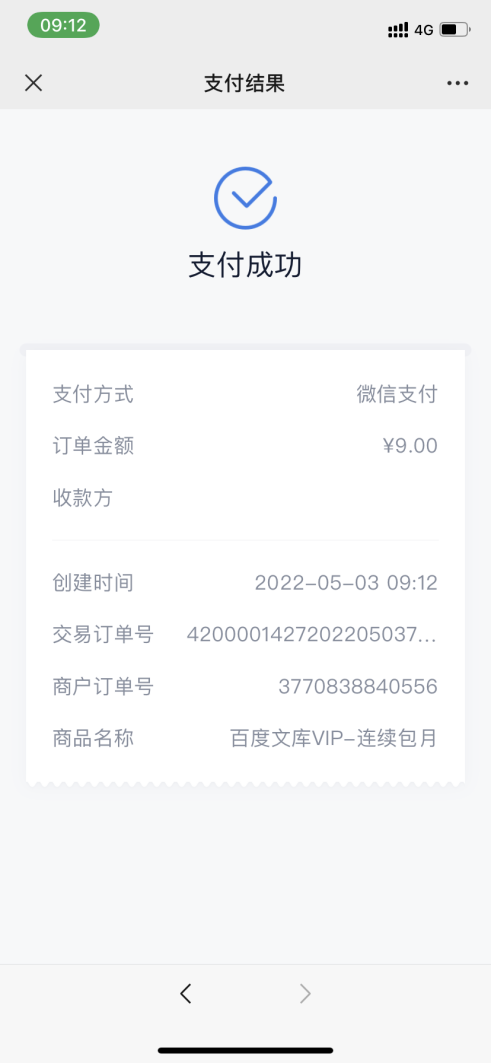 09:12
4G
支付结果
支付成功
支付方式 微信支付
订单金额 ¥9.00
收款方
创建时间 2022-05-03 09:12
交易订单号 4200001427202205037...
商户订单号 3770838840556
商品名称 百度文库VIP-连续包月